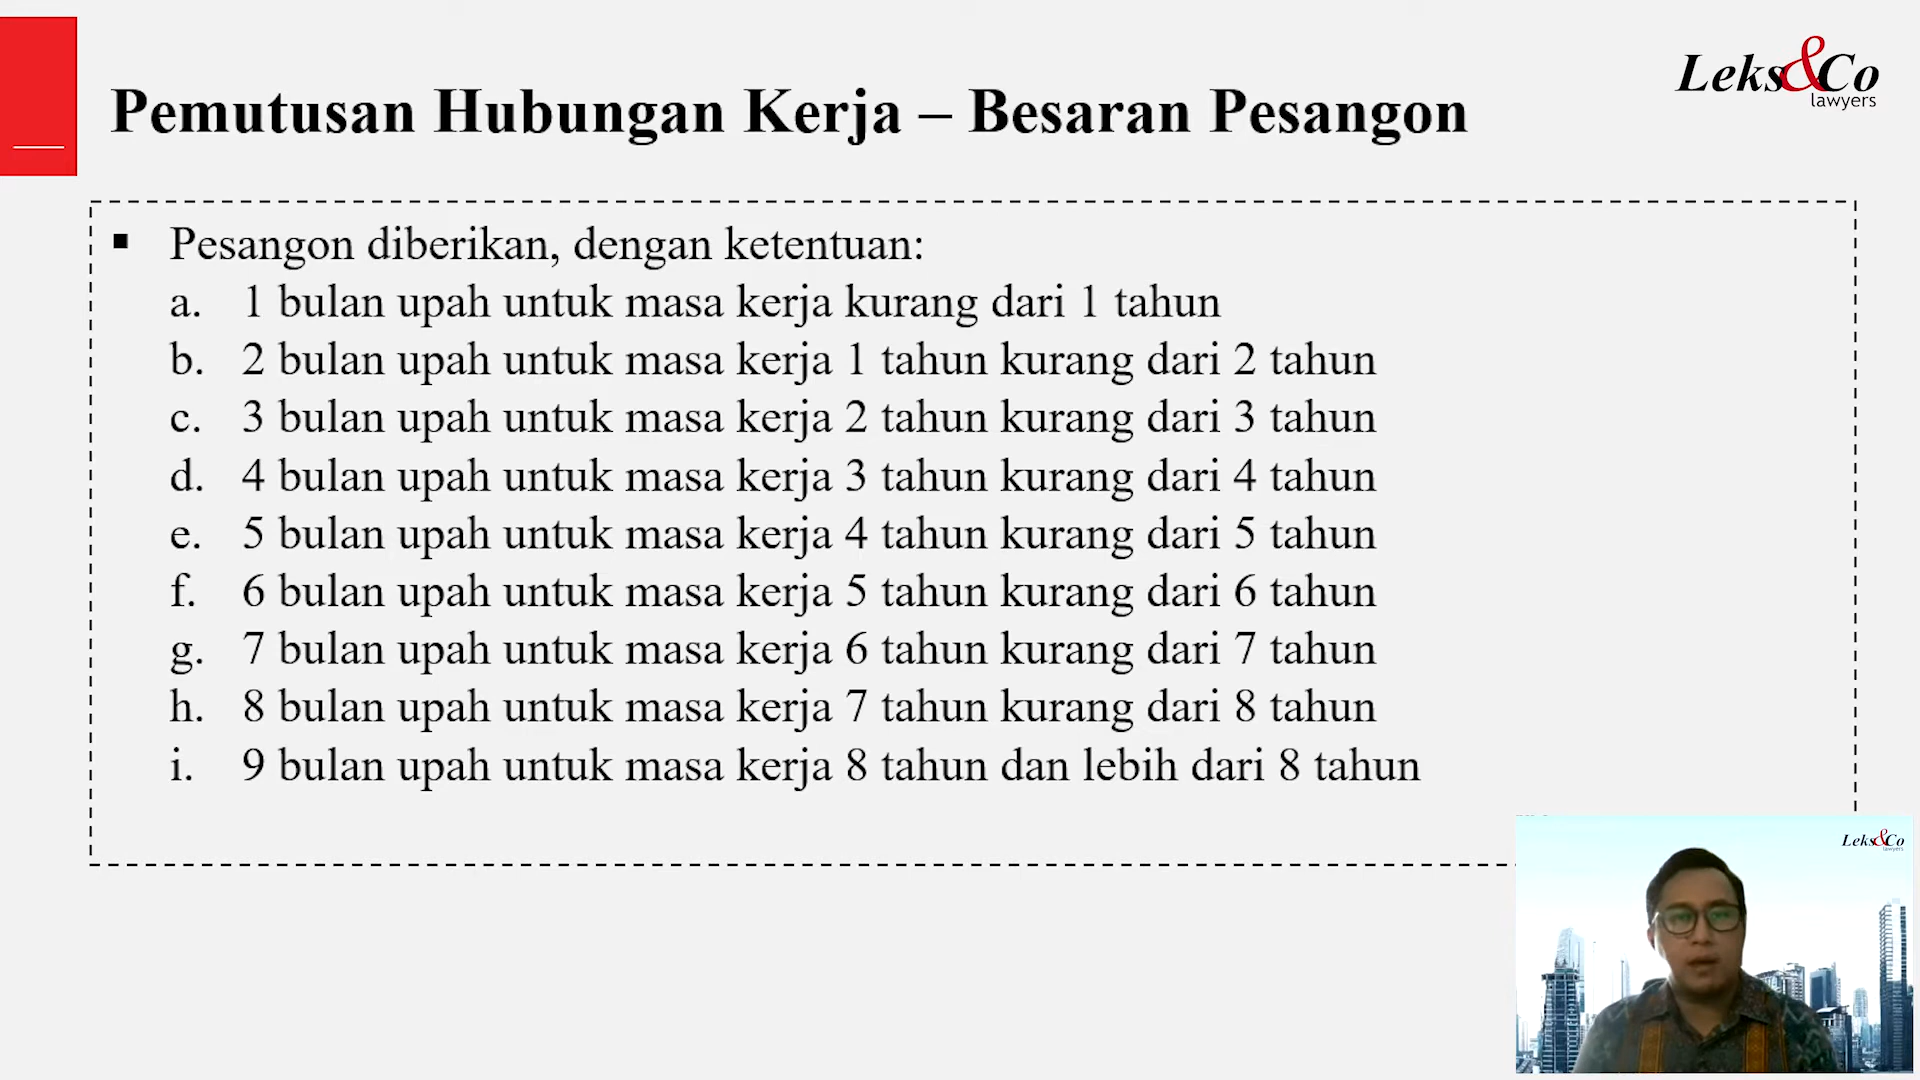 Leks&Co
lawyers
Pemutusan Hubungan Kerja – Besaran Pesangon
▪ Pesangon diberikan, dengan ketentuan:
a. 1 bulan upah untuk masa kerja kurang dari 1 tahun
b. 2 bulan upah untuk masa kerja 1 tahun kurang dari 2 tahun
c. 3 bulan upah untuk masa kerja 2 tahun kurang dari 3 tahun
d. 4 bulan upah untuk masa kerja 3 tahun kurang dari 4 tahun
e. 5 bulan upah untuk masa kerja 4 tahun kurang dari 5 tahun
f. 6 bulan upah untuk masa kerja 5 tahun kurang dari 6 tahun
g. 7 bulan upah untuk masa kerja 6 tahun kurang dari 7 tahun
h. 8 bulan upah untuk masa kerja 7 tahun kurang dari 8 tahun
i. 9 bulan upah untuk masa kerja 8 tahun dan lebih dari 8 tahun
Leks&Co
lawyers